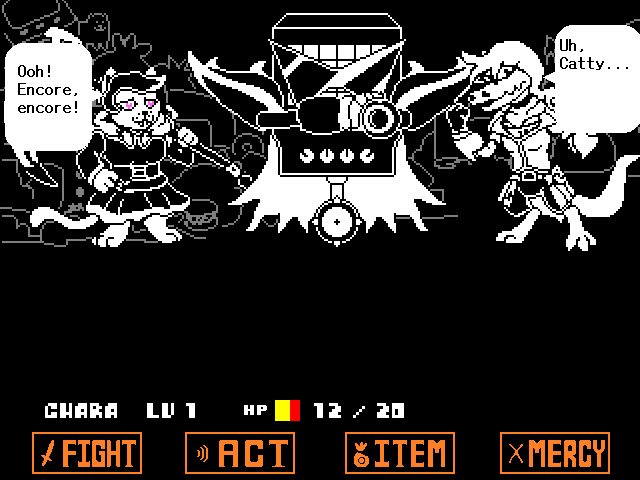 Ooh!
Encore,
encore!
Uh,
Catty...
CHARA LV 1 HP 12 / 20
FIGHT
ACT
ITEM
MERCY